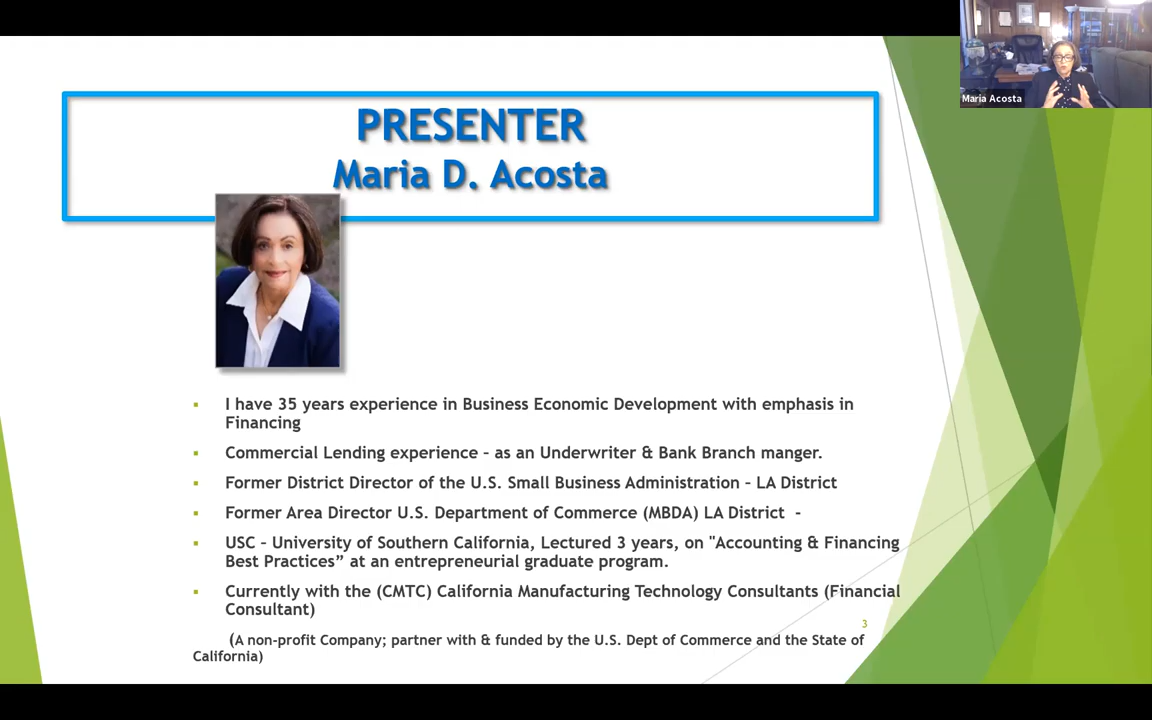 Maria Acosta
PRESENTER
Maria D. Acosta
▪ I have 35 years experience in Business Economic Development with emphasis in
Financing
▪ Commercial Lending experience – as an Underwriter & Bank Branch manger.
▪ Former District Director of the U.S. Small Business Administration – LA District
▪ Former Area Director U.S. Department of Commerce (MBDA) LA District -
▪ USC – University of Southern California, Lectured 3 years, on "Accounting & Financing
Best Practices” at an entrepreneurial graduate program.
▪ Currently with the (CMTC) California Manufacturing Technology Consultants (Financial
Consultant)
3
(A non-profit Company; partner with & funded by the U.S. Dept of Commerce and the State of
California)